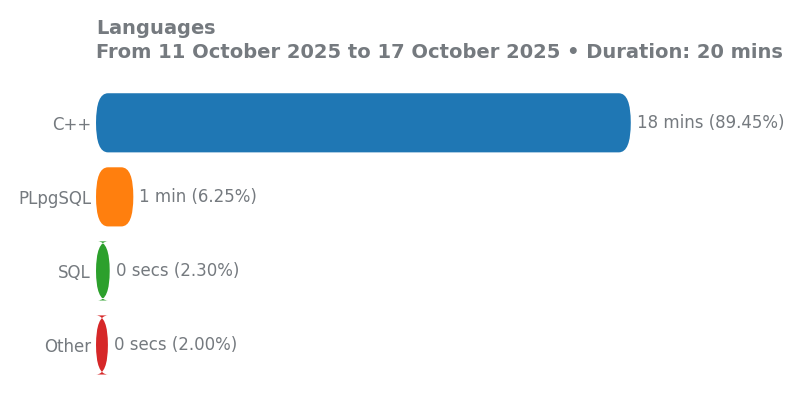 Languages
From 11 October 2025 to 17 October 2025 • Duration: 20 mins
C++ 18 mins (89.45%)
PLpgSQL 1 min (6.25%)
SQL 0 secs (2.30%)
Other 0 secs (2.00%)